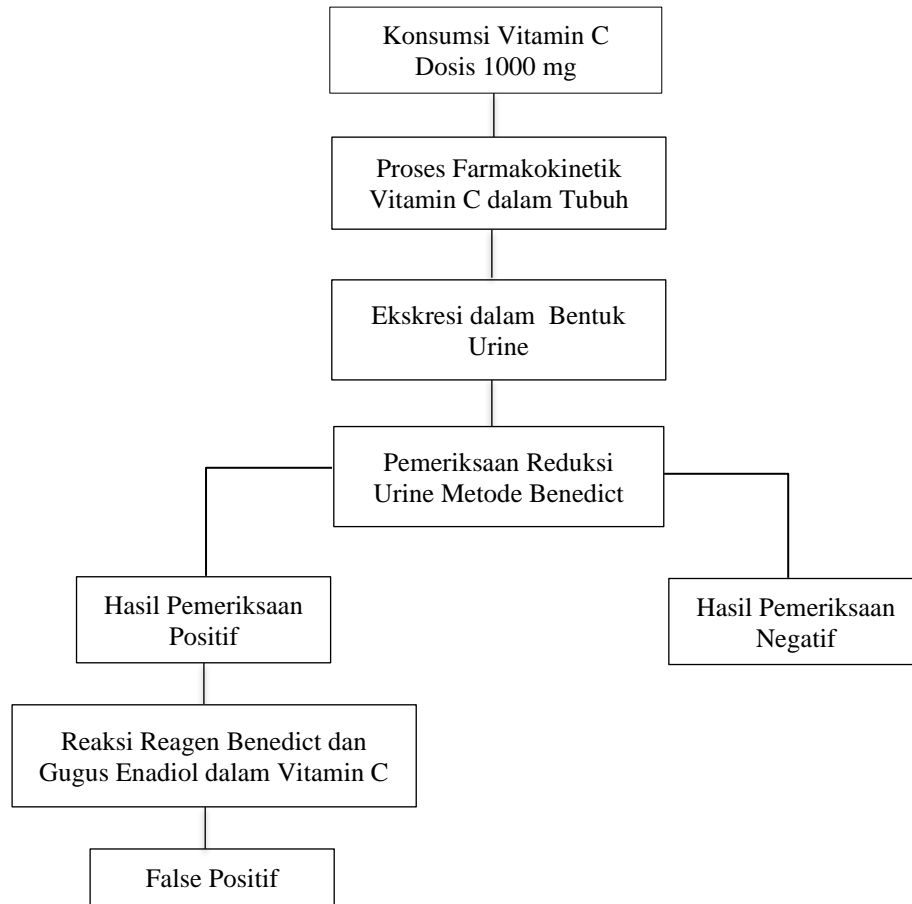 Konsumsi Vitamin C
Dosis 1000 mg
Proses Farmakokinetik
Vitamin C dalam Tubuh
Ekskresi dalam Bentuk
Urine
Pemeriksaan Reduksi
Urine Metode Benedict
Hasil Pemeriksaan
Positif
Hasil Pemeriksaan
Negatif
Reaksi Reagen Benedict dan
Gugus Enadiol dalam Vitamin C
False Positif